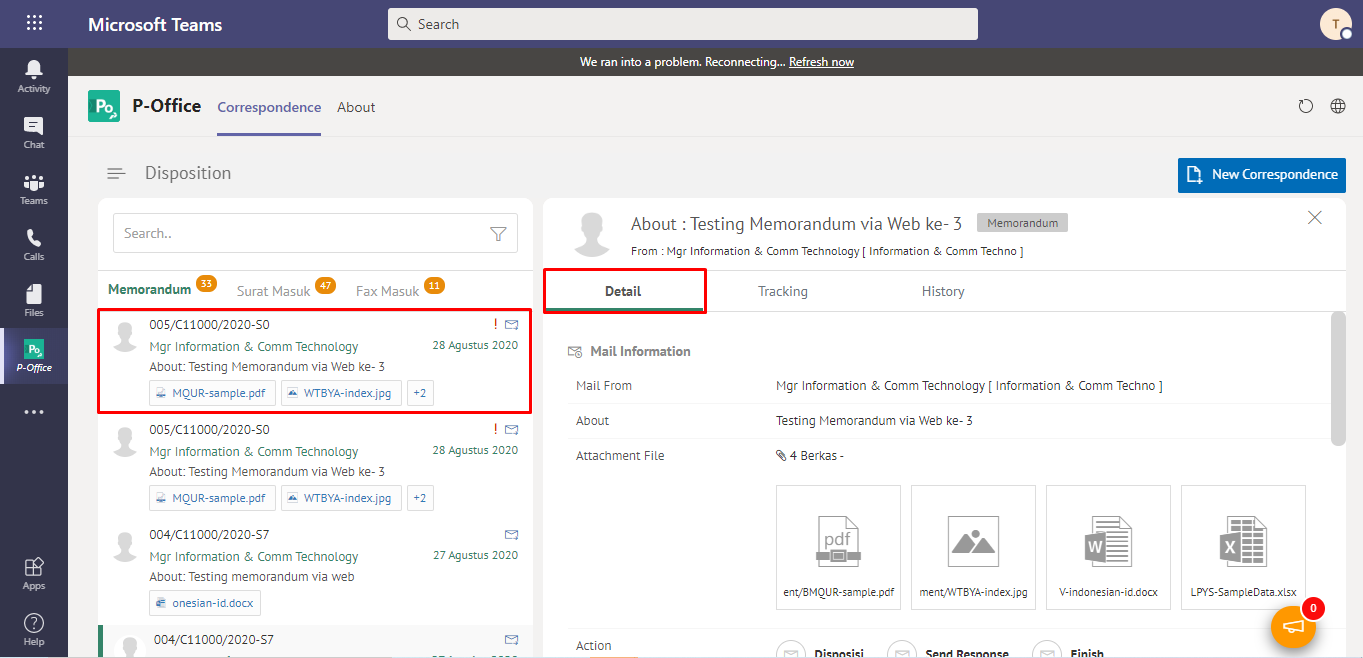 Microsoft Teams
Search
T
We ran into a problem. Reconnecting... Refresh now
Activity
Chat
Teams
Calls
Files
Po
P-Office
Apps
Help
Po
P-Office
Correspondence
About
Disposition
New Correspondence
Search..
Memorandum 33
Surat Masuk 47
Fax Masuk 11
005/C11000/2020-S0
!
Mgr Information & Comm Technology
28 Agustus 2020
About: Testing Memorandum via Web ke- 3
MQUR-sample.pdf
WTBYA-index.jpg
+2
005/C11000/2020-S0
!
Mgr Information & Comm Technology
28 Agustus 2020
About: Testing Memorandum via Web ke- 3
MQUR-sample.pdf
WTBYA-index.jpg
+2
004/C11000/2020-S7
Mgr Information & Comm Technology
27 Agustus 2020
About: Testing memorandum via web
onesian-id.docx
004/C11000/2020-S7
About : Testing Memorandum via Web ke- 3
Memorandum
From : Mgr Information & Comm Technology [ Information & Comm Techno ]
Detail
Tracking
History
Mail Information
Mail From
Mgr Information & Comm Technology [ Information & Comm Techno ]
About
Testing Memorandum via Web ke- 3
Attachment File
4 Berkas -
pdf
W
X
ent/BMQUR-sample.pdf
ment/WTBYA-index.jpg
V-indonesian-id.docx
LPYS-SampleData.xlsx
0
Action
Disposisi
Send Response
Finish